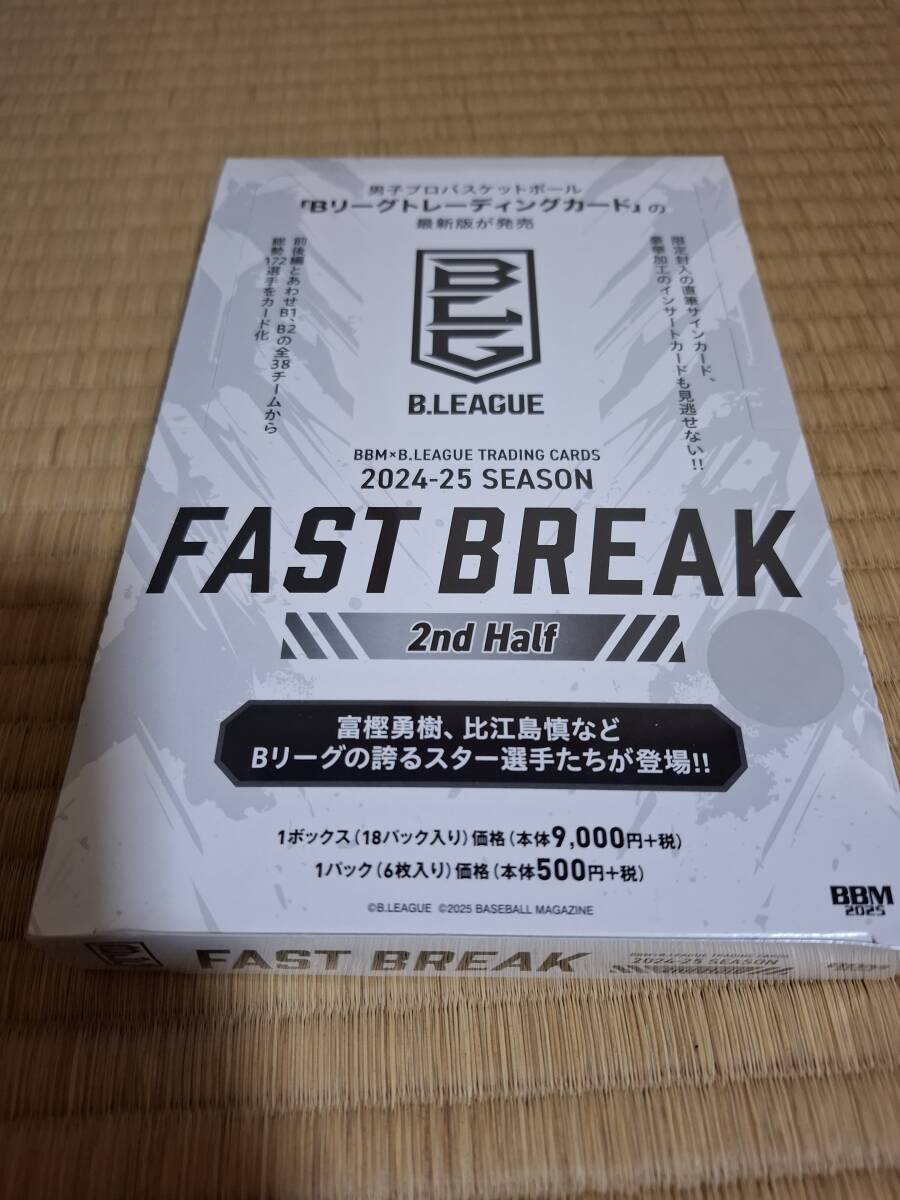 男子プロバスケットボール
「Bリーグトレーディングカード」の
最新版が発売
限定封入の直筆サインカード、
豪華加工のインサートカードも見逃せない!!
前後編とあわせB1、B2の全38チームから
総勢172選手をカード化
BLG
B.LEAGUE
BBM×B.LEAGUE TRADING CARDS
2024-25 SEASON
FAST BREAK
2nd Half
富樫勇樹、比江島慎など
Bリーグの誇るスター選手たちが登場!!
1ボックス(18パック入り)価格(本体9,000円+税)
1パック(6枚入り)価格(本体500円+税)
©B.LEAGUE ©2025 BASEBALL MAGAZINE
BBM
2025
BLG
FAST BREAK
BBM×B.LEAGUE TRADING CARDS
2024-25 SEASON